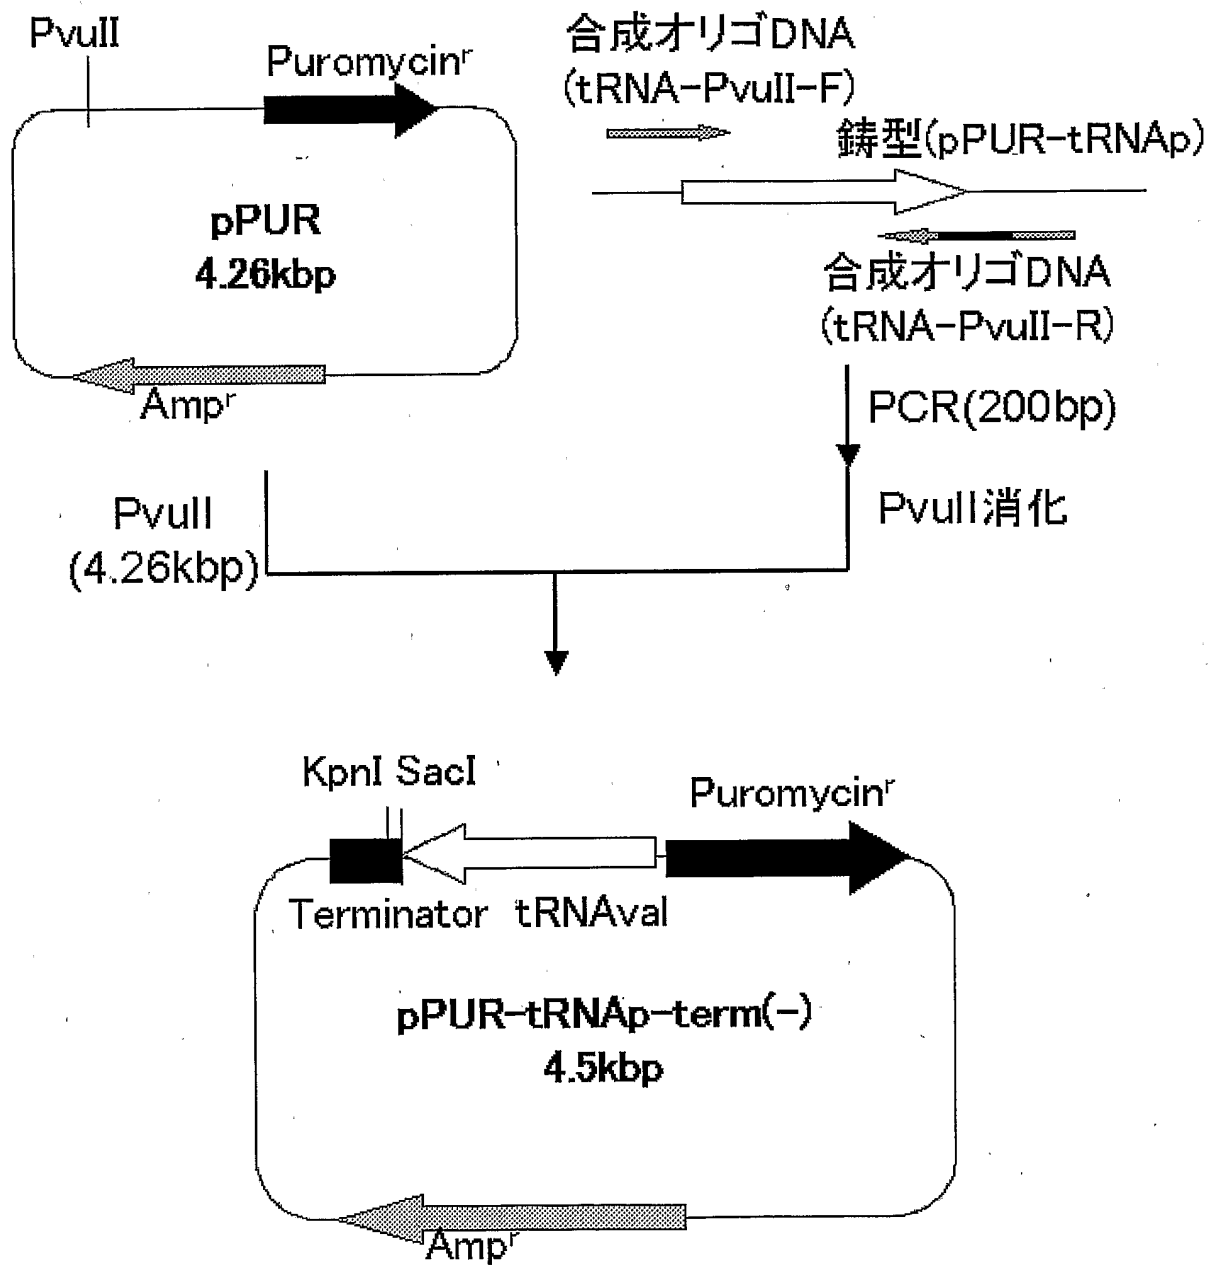 PvuII
Puromycinʳ
pPUR
4.26kbp
Ampʳ
合成オリゴDNA
(tRNA-PvuII-F)
鋳型(pPUR-tRNAp)
合成オリゴDNA
(tRNA-PvuII-R)
PCR(200bp)
PvuII
(4.26kbp)
PvuII消化
KpnI SacI
Puromycinʳ
Terminator tRNAval
pPUR-tRNAp-term(-)
4.5kbp
Ampʳ